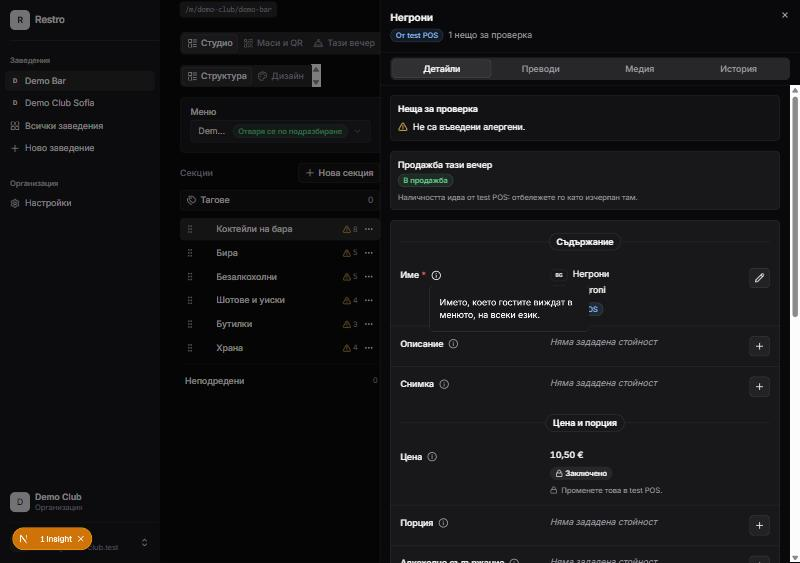 R Restro
Заведения
D Demo Bar
D Demo Club Sofia
Всички заведения
Ново заведение
Организация
Настройки
D Demo Club
Организация
1 Insight
club.test
/m/demo-club/demo-bar
Студио
Маси и QR
Тази вечер
Структура
Дизайн
Меню
Dem...
Отваря се по подразбиране
Секции
Нова секция
Тагове 0
Коктейли на бара 8
Бира 5
Безалкохолни 5
Шотове и уиски 4
Бутилки 3
Храна 4
Неподредени 0
Негрони
От test POS 1 нещо за проверка
Детайли
Преводи
Медия
История
Неща за проверка
Не са въведени алергени.
Продажба тази вечер
В продажба
Наличността идва от test POS: отбележете го като изчерпан там.
Съдържание
Име *
BG Негрони
groni
OS
Името, което гостите виждат в
менюто, на всеки език.
Описание
Няма зададена стойност
Снимка
Няма зададена стойност
Цена и порция
Цена
10,50 €
Заключено
Променете това в test POS.
Порция
Няма зададена стойност